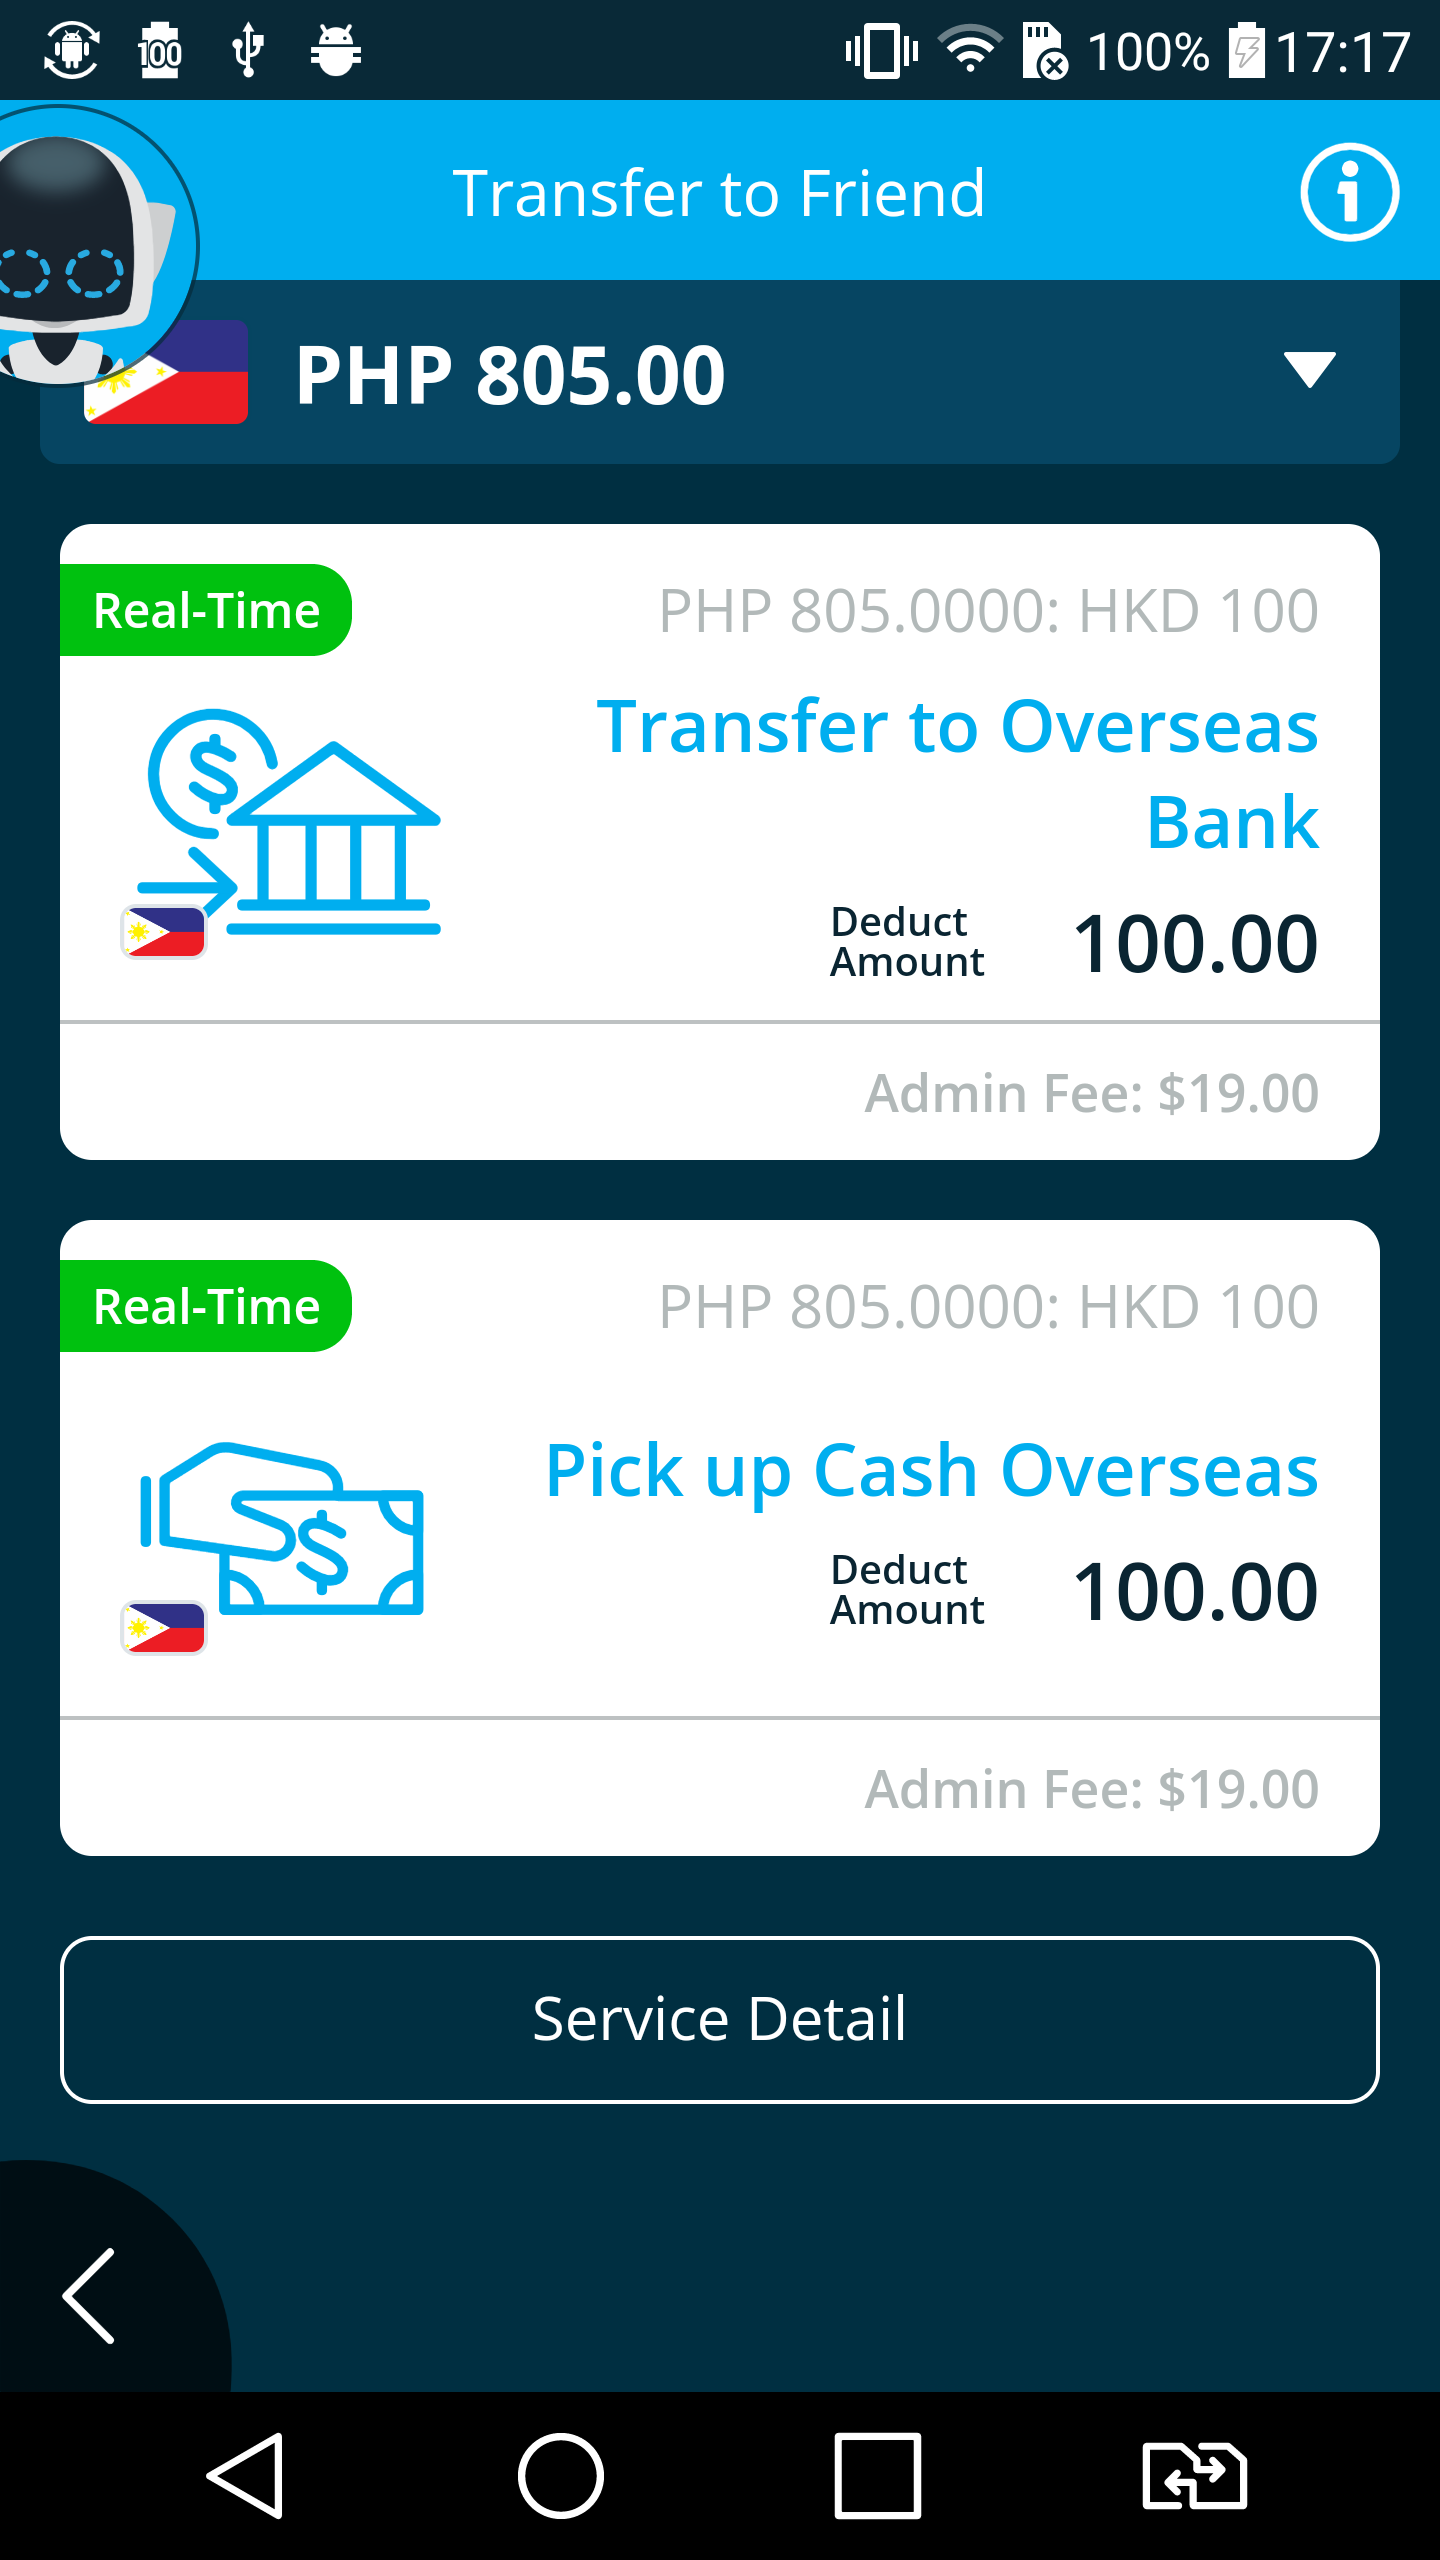 100
100%
17:17
Transfer to Friend
PHP 805.00
Real-Time
PHP 805.0000: HKD 100
Transfer to Overseas
Bank
Deduct
Amount
100.00
Admin Fee: $19.00
Real-Time
PHP 805.0000: HKD 100
Pick up Cash Overseas
Deduct
Amount
100.00
Admin Fee: $19.00
Service Detail